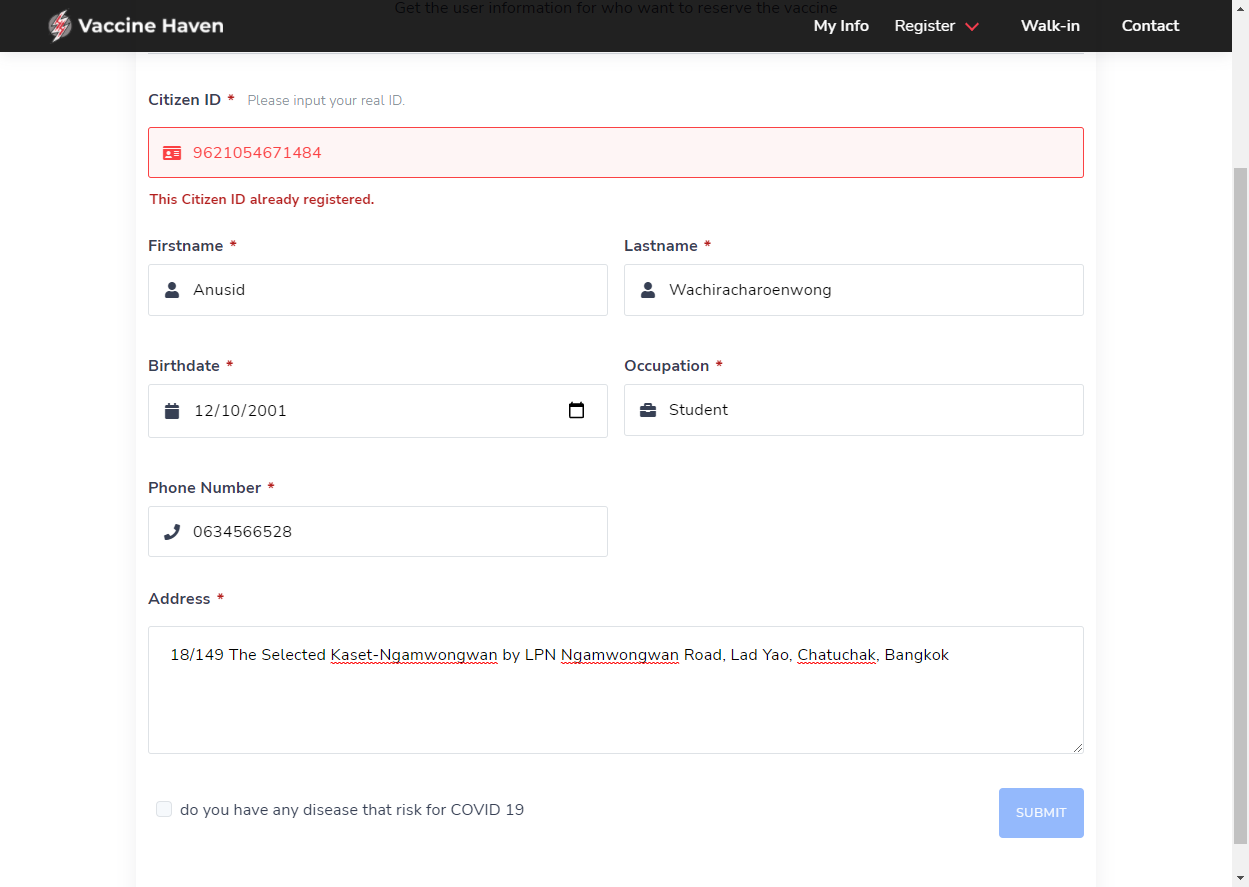 Get the user information for who want to reserve the vaccine
Vaccine Haven
My Info Register Walk-in Contact
Citizen ID * Please input your real ID.
9621054671484
This Citizen ID already registered.
Firstname * Lastname *
Anusid Wachiracharoenwong
Birthdate * Occupation *
12/10/2001 Student
Phone Number *
0634566528
Address *
18/149 The Selected Kaset-Ngamwongwan by LPN Ngamwongwan Road, Lad Yao, Chatuchak, Bangkok
do you have any disease that risk for COVID 19
SUBMIT